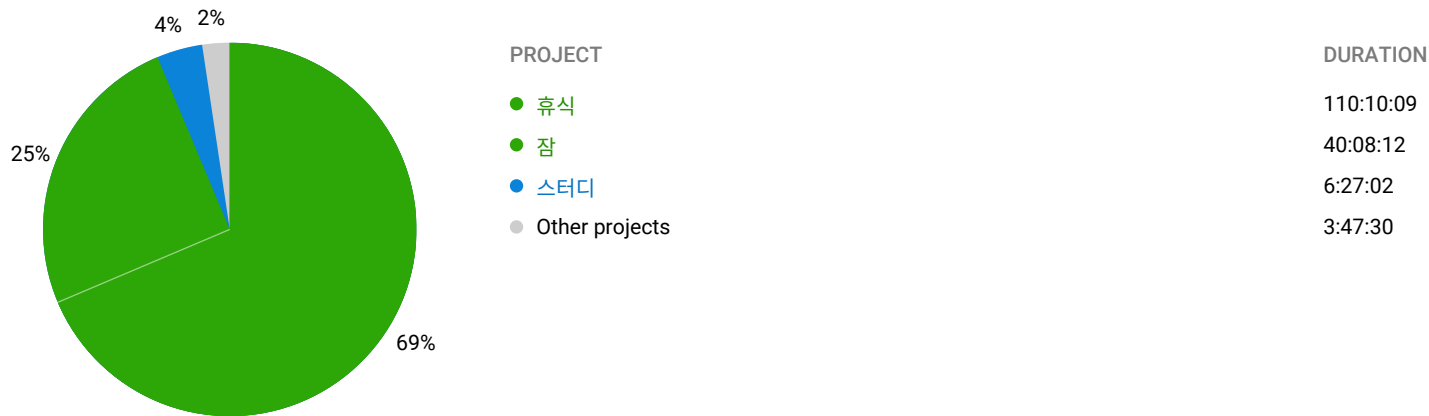 4% 2%
25%
69%
PROJECT DURATION
휴식 110:10:09
잠 40:08:12
스터디 6:27:02
Other projects 3:47:30